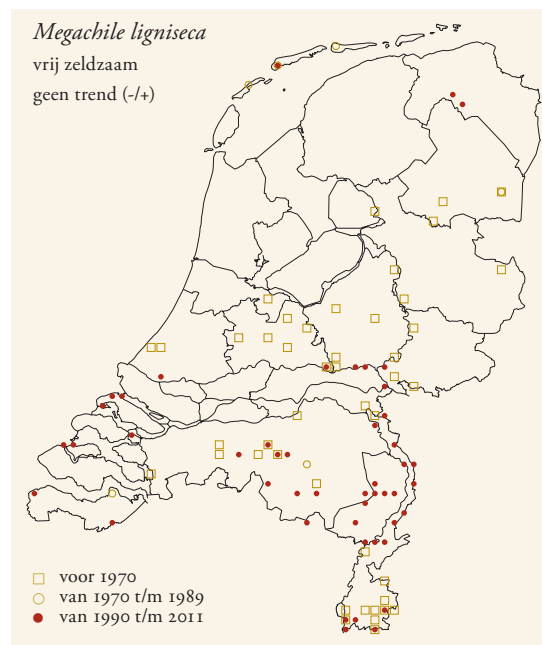 Megachile ligniseca
vrij zeldzaam
geen trend (-/+)
voor 1970
van 1970 t/m 1989
van 1990 t/m 2011